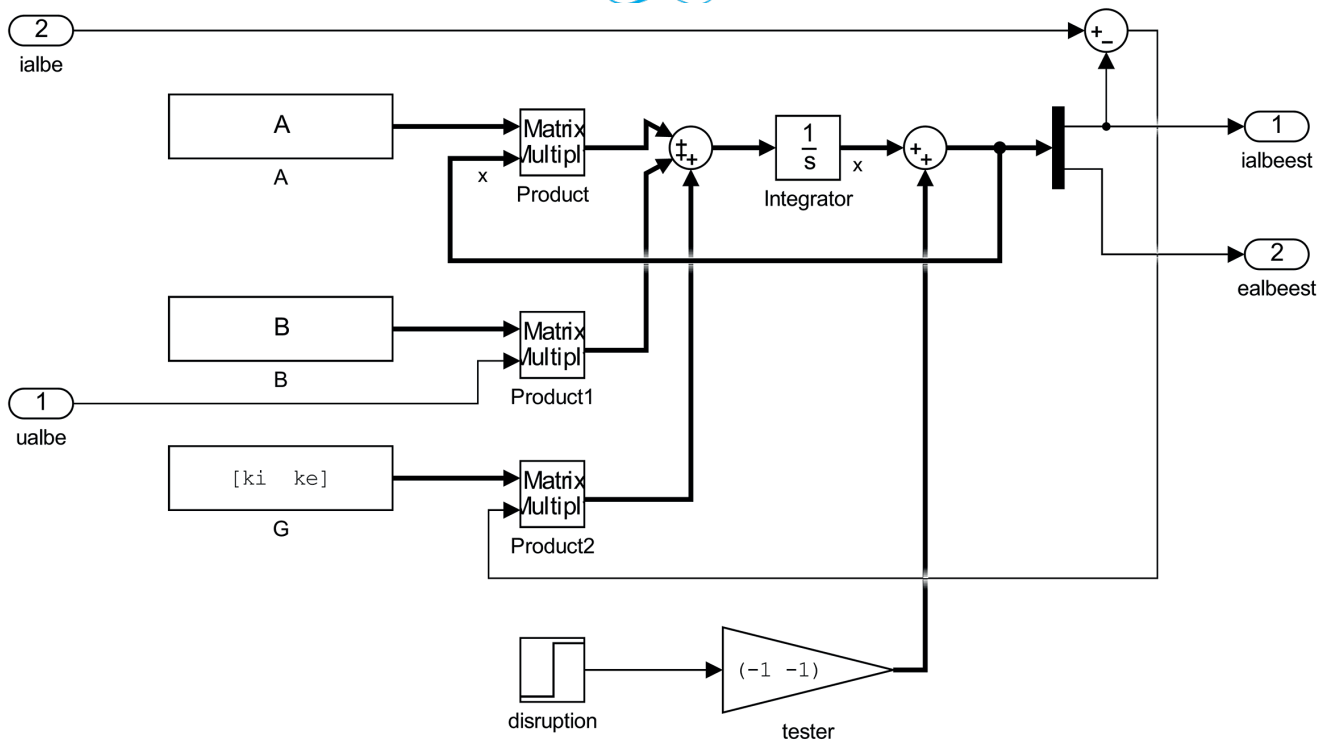 2
ialbe
+
−
A
A
Matrix
Multipl
x
Product
+
+
+
1
s
Integrator
x
+
+
1
ialbeest
2
ealbeest
B
B
Matrix
Multipl
Product1
1
ualbe
[ki ke]
G
Matrix
Multipl
Product2
disruption
(-1 -1)
tester